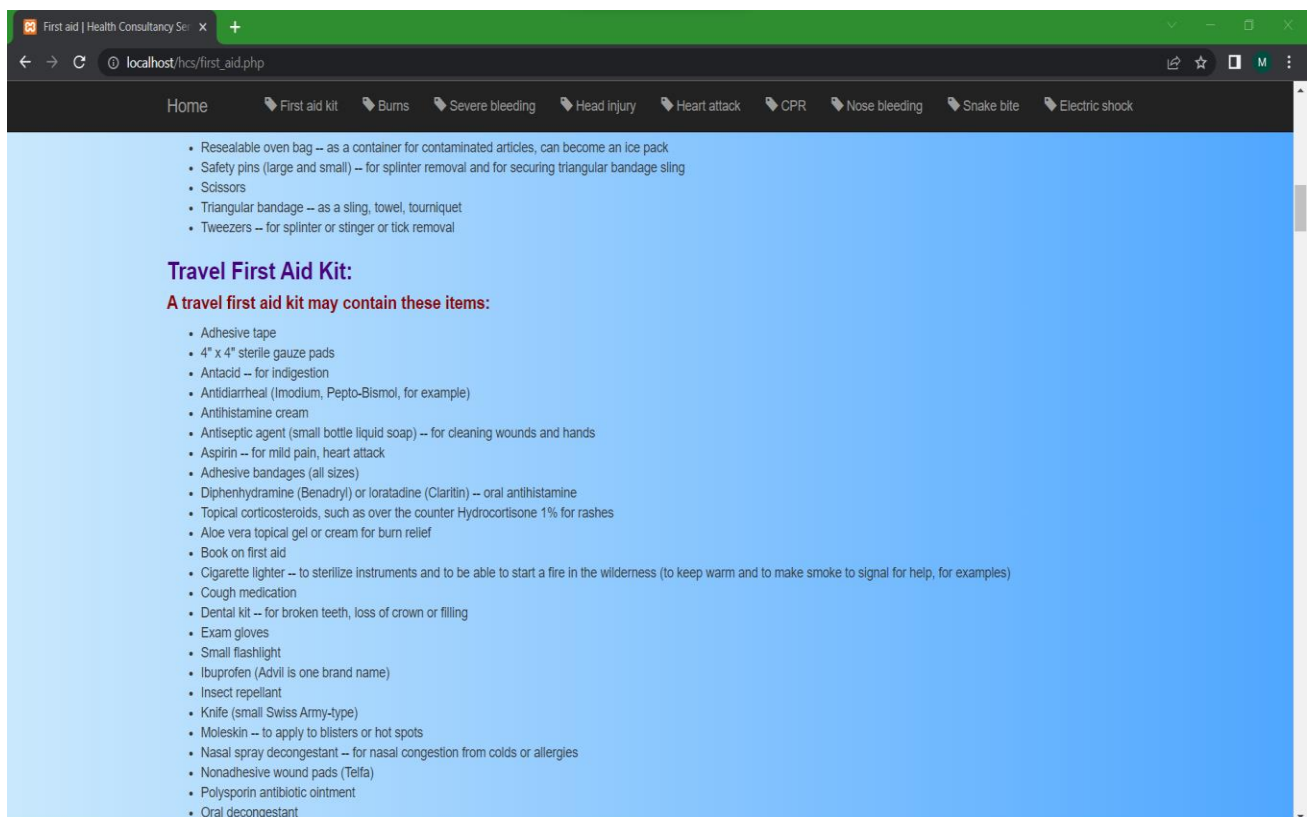 First aid | Health Consultancy Ser
localhost/hcs/first_aid.php
M
Home First aid kit Burns Severe bleeding Head injury Heart attack CPR Nose bleeding Snake bite Electric shock
• Resealable oven bag -- as a container for contaminated articles, can become an ice pack
• Safety pins (large and small) -- for splinter removal and for securing triangular bandage sling
• Scissors
• Triangular bandage -- as a sling, towel, tourniquet
• Tweezers -- for splinter or stinger or tick removal
Travel First Aid Kit:
A travel first aid kit may contain these items:
• Adhesive tape
• 4" x 4" sterile gauze pads
• Antacid -- for indigestion
• Antidiarrheal (Imodium, Pepto-Bismol, for example)
• Antihistamine cream
• Antiseptic agent (small bottle liquid soap) -- for cleaning wounds and hands
• Aspirin -- for mild pain, heart attack
• Adhesive bandages (all sizes)
• Diphenhydramine (Benadryl) or loratadine (Claritin) -- oral antihistamine
• Topical corticosteroids, such as over the counter Hydrocortisone 1% for rashes
• Aloe vera topical gel or cream for burn relief
• Book on first aid
• Cigarette lighter -- to sterilize instruments and to be able to start a fire in the wilderness (to keep warm and to make smoke to signal for help, for examples)
• Cough medication
• Dental kit -- for broken teeth, loss of crown or filling
• Exam gloves
• Small flashlight
• Ibuprofen (Advil is one brand name)
• Insect repellant
• Knife (small Swiss Army-type)
• Moleskin -- to apply to blisters or hot spots
• Nasal spray decongestant -- for nasal congestion from colds or allergies
• Nonadhesive wound pads (Telfa)
• Polysporin antibiotic ointment
• Oral decongestant